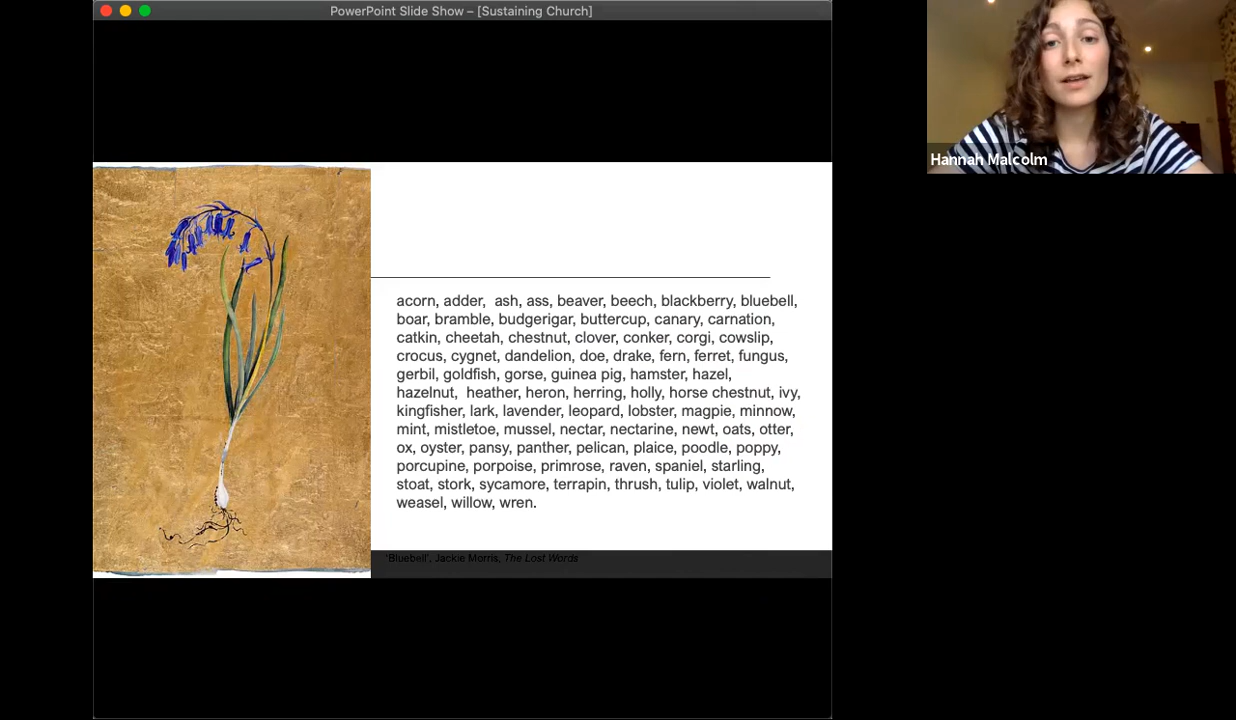 PowerPoint Slide Show – [Sustaining Church]
Hannah Malcolm
acorn, adder,  ash, ass, beaver, beech, blackberry, bluebell,
boar, bramble, budgerigar, buttercup, canary, carnation,
catkin, cheetah, chestnut, clover, conker, corgi, cowslip,
crocus, cygnet, dandelion, doe, drake, fern, ferret, fungus,
gerbil, goldfish, gorse, guinea pig, hamster, hazel,
hazelnut,  heather, heron, herring, holly, horse chestnut, ivy,
kingfisher, lark, lavender, leopard, lobster, magpie, minnow,
mint, mistletoe, mussel, nectar, nectarine, newt, oats, otter,
ox, oyster, pansy, panther, pelican, plaice, poodle, poppy,
porcupine, porpoise, primrose, raven, spaniel, starling,
stoat, stork, sycamore, terrapin, thrush, tulip, violet, walnut,
weasel, willow, wren.
'Bluebell', Jackie Morris, The Lost Words